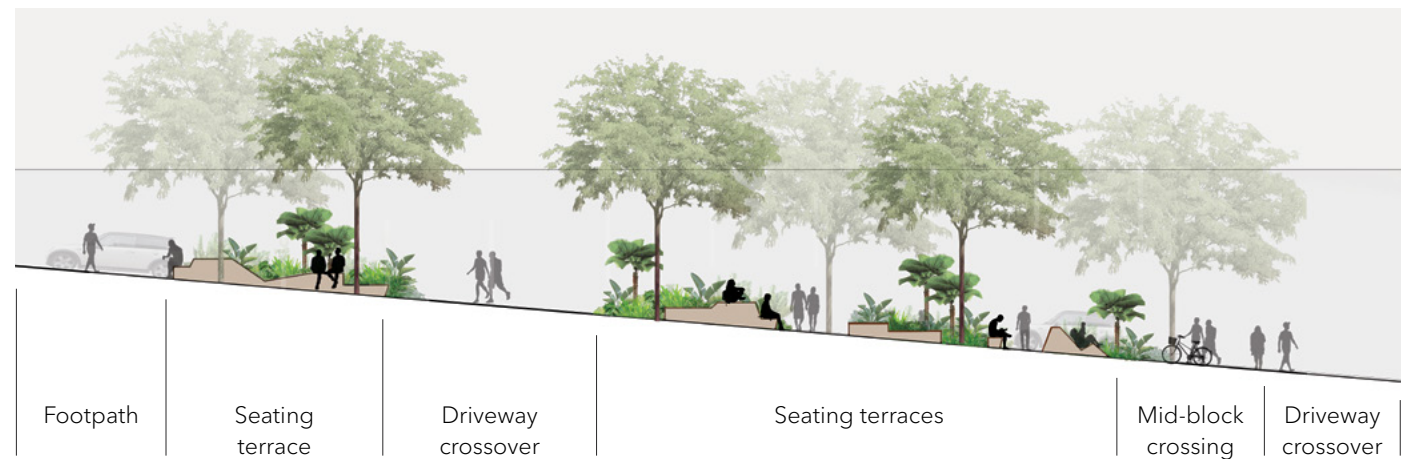 Footpath
Seating
terrace
Driveway
crossover
Seating terraces
Mid-block
crossing
Driveway
crossover